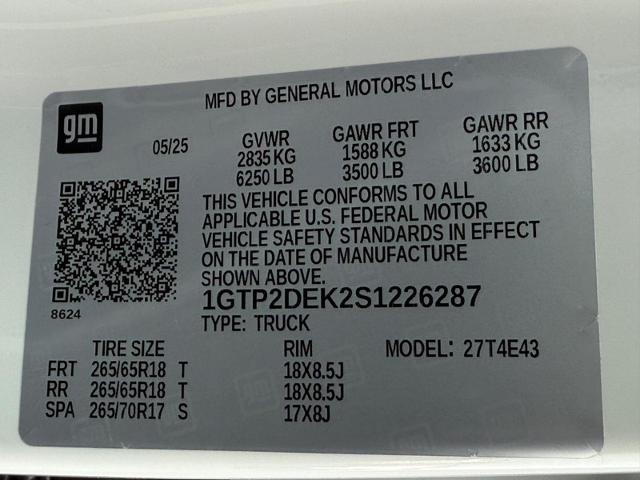 MFD BY GENERAL MOTORS LLC
gm
05/25
GVWR GAWR FRT GAWR RR
2835 KG 1588 KG 1633 KG
6250 LB 3500 LB 3600 LB
THIS VEHICLE CONFORMS TO ALL
APPLICABLE U.S. FEDERAL MOTOR
VEHICLE SAFETY STANDARDS IN EFFECT
ON THE DATE OF MANUFACTURE
SHOWN ABOVE.
8624
1GTP2DEK2S1226287
TYPE: TRUCK
TIRE SIZE RIM MODEL: 27T4E43
FRT 265/65R18 T 18X8.5J
RR 265/65R18 T 18X8.5J
SPA 265/70R17 S 17X8J